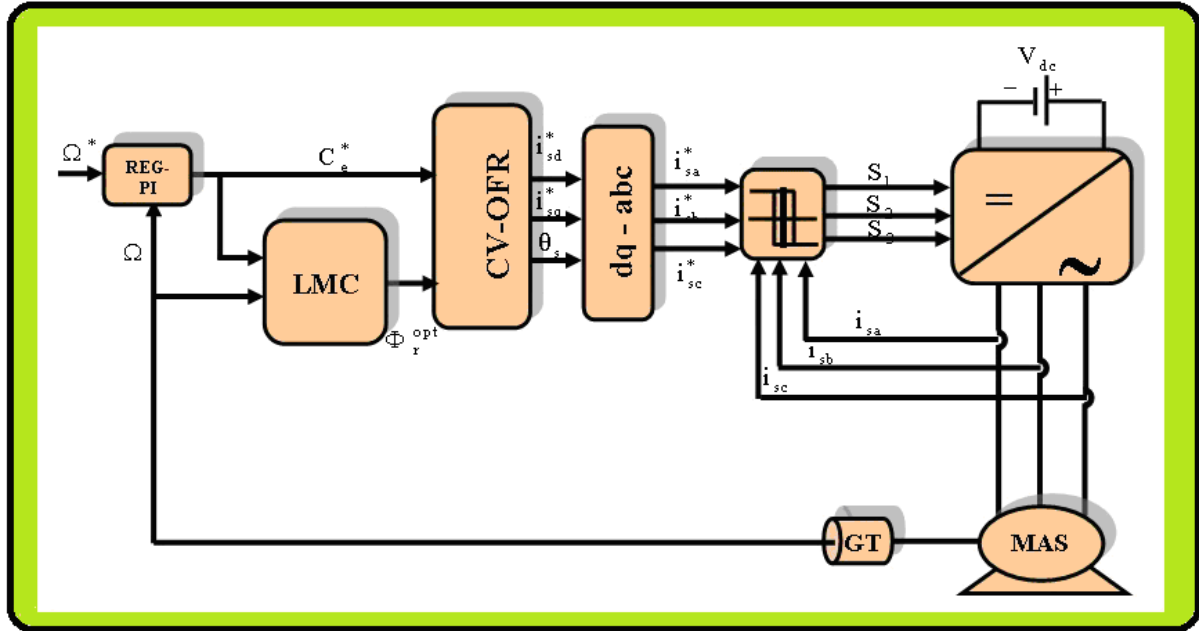 V dc
− +
Ω *
REG-
PI
C e *
i sd *
i sq *
θ s
CV-OFR
dq - abc
i sa *
i sc *
S 1
S 2
S 3
=
~
Ω
LMC
Φ r opt
i sa
i sb
i sc
GT
MAS